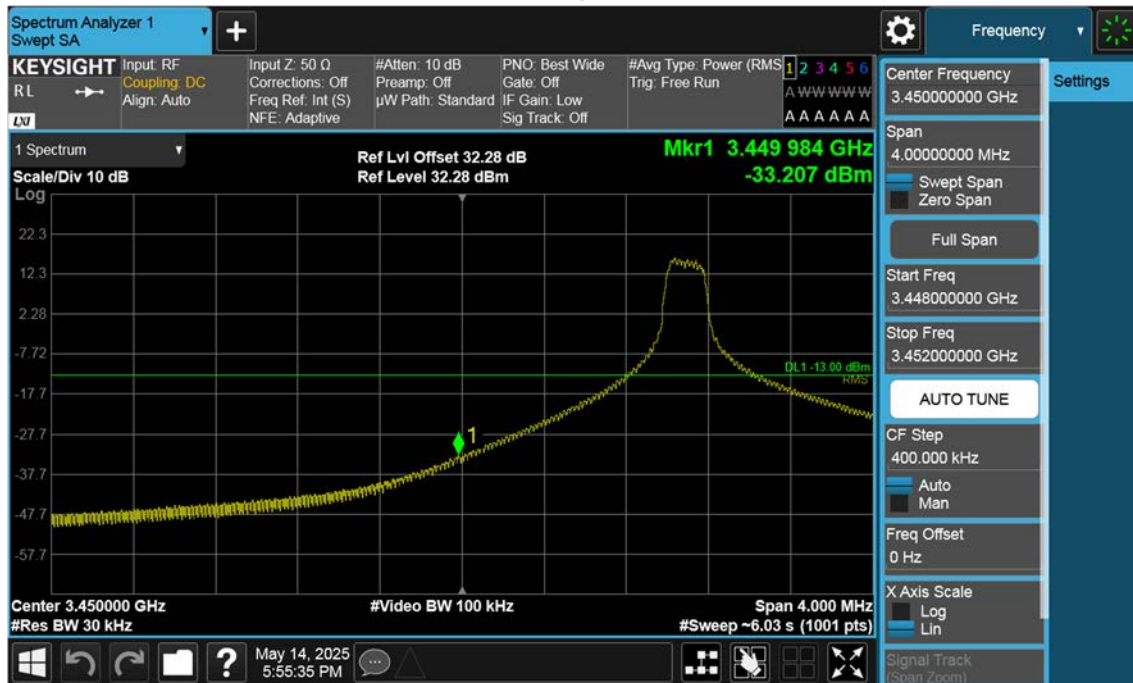 Spectrum Analyzer 1
Swept SA
Frequency
KEYSIGHT
RL
LXI
Input: RF
Coupling: DC
Align: Auto
Input Z: 50 Ω
Corrections: Off
Freq Ref: Int (S)
NFE: Adaptive
#Atten: 10 dB
Preamp: Off
µW Path: Standard
PNO: Best Wide
Gate: Off
IF Gain: Low
Sig Track: Off
#Avg Type: Power (RMS
Trig: Free Run
1 2 3 4 5 6
A W W W W W
A A A A A A
1 Spectrum
Scale/Div 10 dB
Ref Lvl Offset 32.28 dB
Ref Level 32.28 dBm
Mkr1 3.449 984 GHz
-33.207 dBm
Log
22.3
12.3
2.28
-7.72
-17.7
-27.7
-37.7
-47.7
-57.7
DL1 -13.00 dBm
RMS
1
Center 3.450000 GHz
#Res BW 30 kHz
#Video BW 100 kHz
Span 4.000 MHz
#Sweep ~6.03 s (1001 pts)
Center Frequency
3.450000000 GHz
Span
4.00000000 MHz
Swept Span
Zero Span
Full Span
Start Freq
3.448000000 GHz
Stop Freq
3.452000000 GHz
AUTO TUNE
CF Step
400.000 kHz
Auto
Man
Freq Offset
0 Hz
X Axis Scale
Log
Lin
Signal Track
(Span Zoom)
Settings
?
May 14, 2025
5:55:35 PM